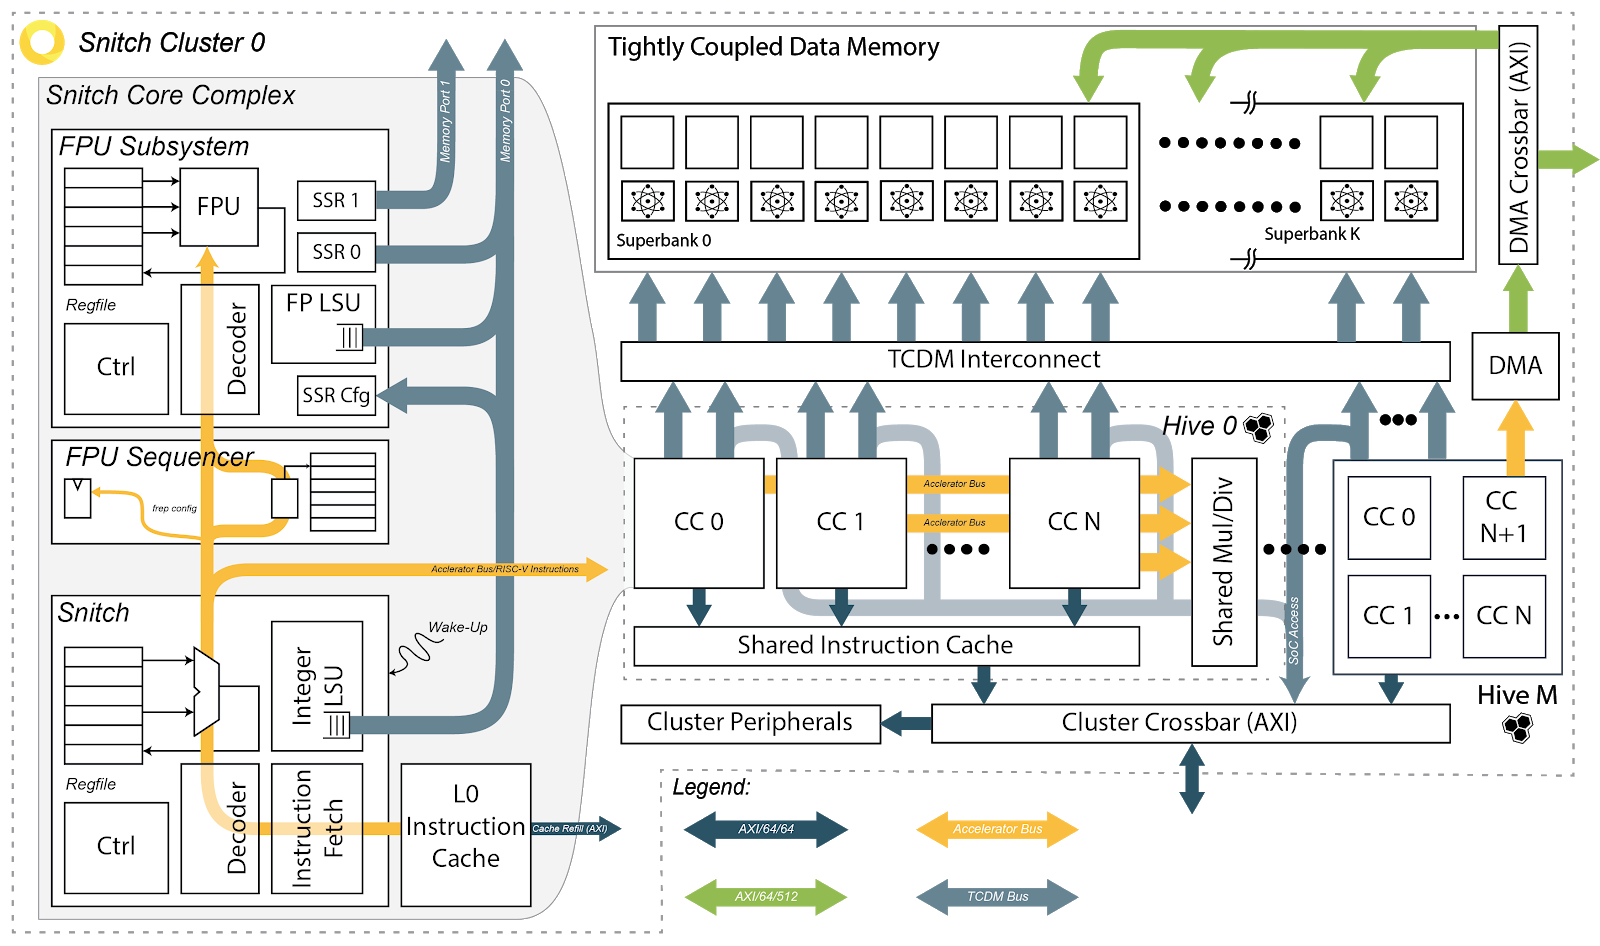 Snitch Cluster 0
Snitch Core Complex
FPU Subsystem
FPU
Regfile
Ctrl
Decoder
SSR 1
SSR 0
FP LSU
SSR Cfg
Memory Port 1
Memory Port 0
FPU Sequencer
frep config
Acclerator Bus/RISC-V Instructions
Snitch
Wake-Up
Integer
LSU
Regfile
Ctrl
Decoder
Instruction
Fetch
L0
Instruction
Cache
Cache Refill (AXI)
Tightly Coupled Data Memory
Superbank 0
Superbank K
DMA Crossbar (AXI)
TCDM Interconnect
DMA
Hive 0
CC 0
CC 1
CC N
Acclerator Bus
Acclerator Bus
Shared Mul/Div
Shared Instruction Cache
SoC Access
CC 0
CC
N+1
CC 1
CC N
Hive M
Cluster Peripherals
Cluster Crossbar (AXI)
Legend:
AXI/64/64
Accelerator Bus
AXI/64/512
TCDM Bus